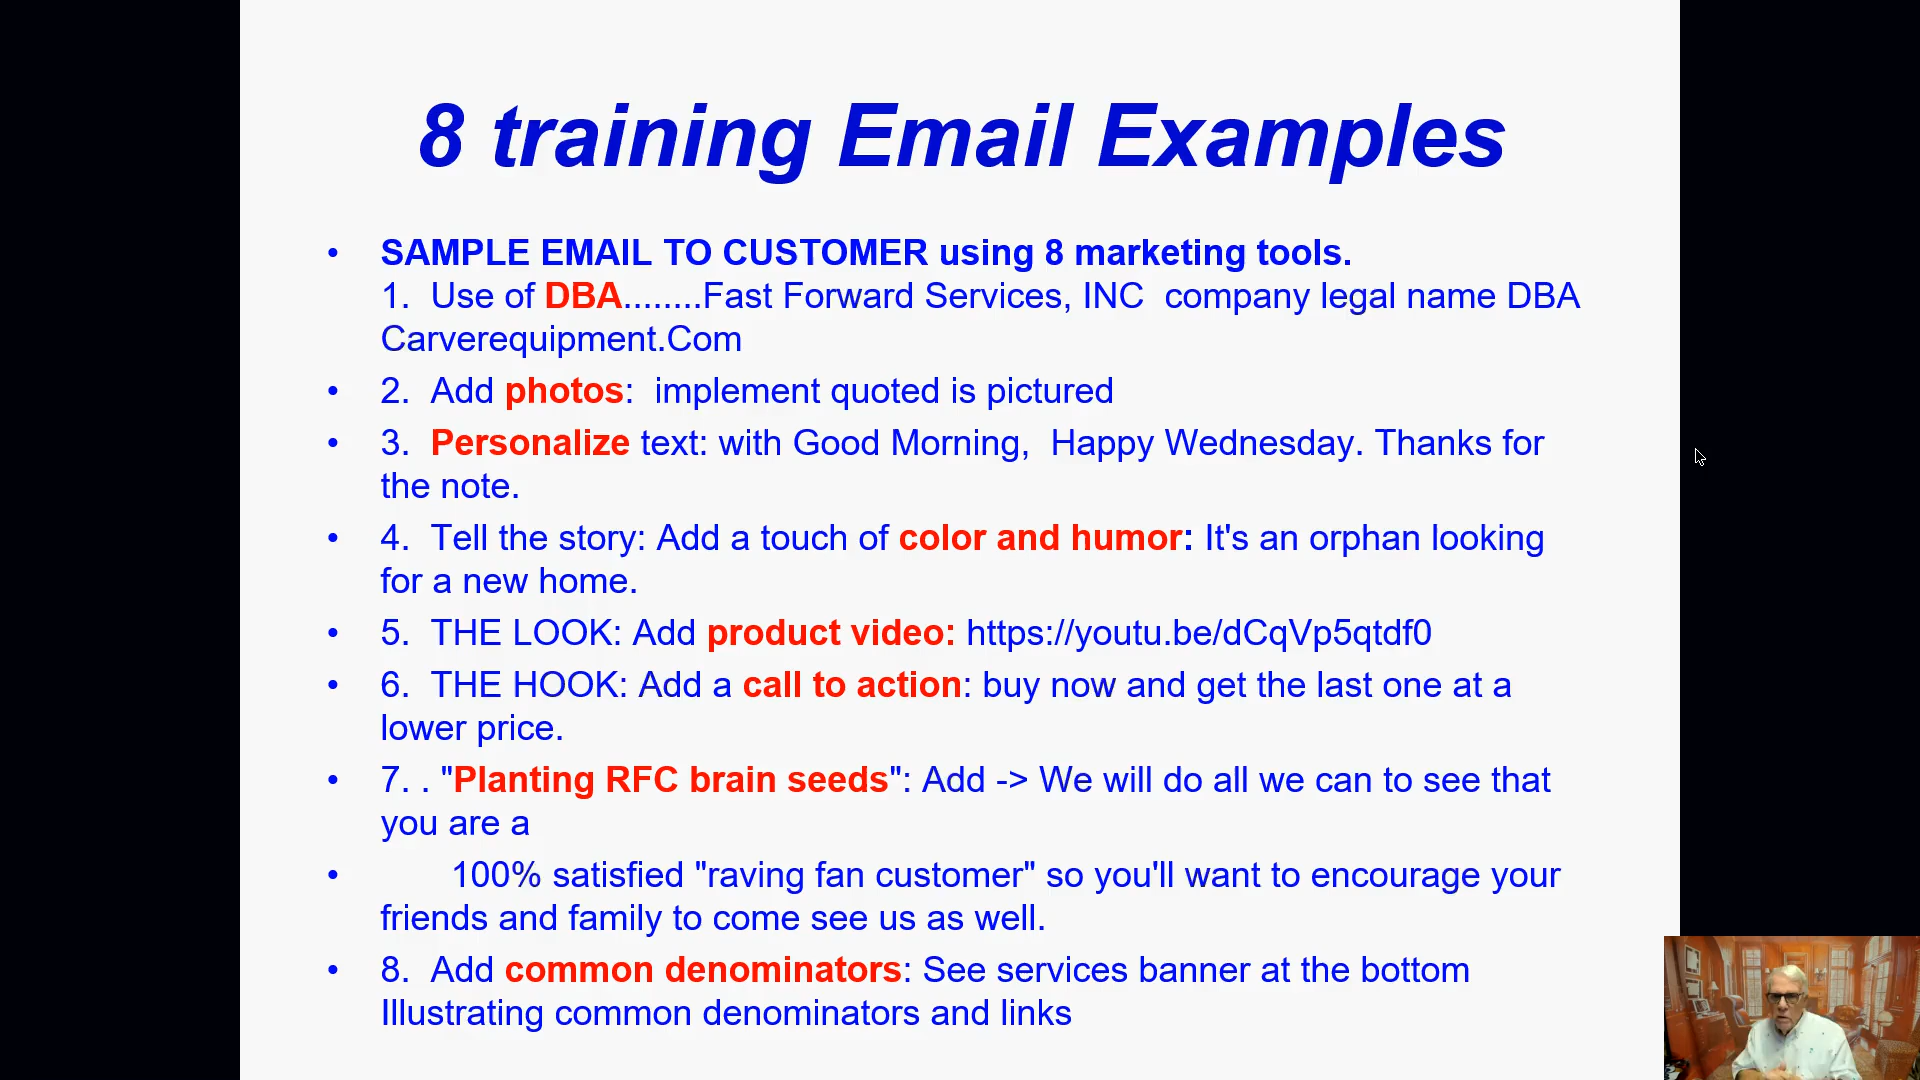 8 training Email Examples
• SAMPLE EMAIL TO CUSTOMER using 8 marketing tools.
1. Use of DBA........Fast Forward Services, INC company legal name DBA
Carverequipment.Com
• 2. Add photos: implement quoted is pictured
• 3. Personalize text: with Good Morning, Happy Wednesday. Thanks for
the note.
• 4. Tell the story: Add a touch of color and humor: It's an orphan looking
for a new home.
• 5. THE LOOK: Add product video: https://youtu.be/dCqVp5qtdf0
• 6. THE HOOK: Add a call to action: buy now and get the last one at a
lower price.
• 7. . "Planting RFC brain seeds": Add -> We will do all we can to see that
you are a
• 100% satisfied "raving fan customer" so you'll want to encourage your
friends and family to come see us as well.
• 8. Add common denominators: See services banner at the bottom
Illustrating common denominators and links